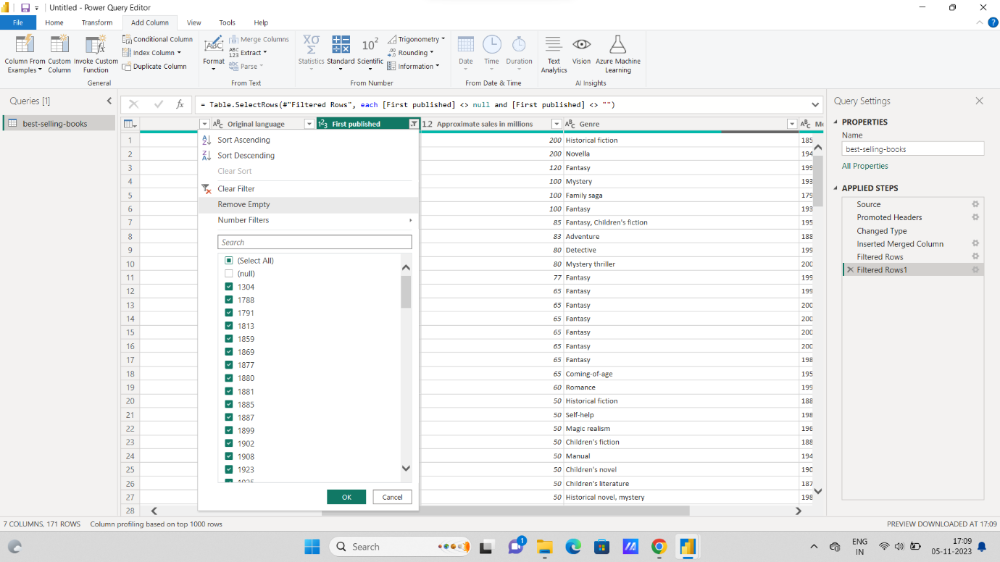 Untitled - Power Query Editor
File Home Transform Add Column View Tools Help
Column From Examples
Custom Column
Invoke Custom Function
Conditional Column
Index Column
Duplicate Column
General
Format
Merge Columns
Extract
Parse
From Text
Statistics
Standard
Scientific
Trigonometry
Rounding
Information
From Number
Date
Time
Duration
From Date & Time
Text Analytics
Vision
Azure Machine Learning
AI Insights
Queries [1]
best-selling-books
= Table.SelectRows(#"Filtered Rows", each [First published] <> null and [First published] <> "")
Original language First published 1.2 Approximate sales in millions Genre
Sort Ascending
Sort Descending
Clear Sort
Clear Filter
Remove Empty
Number Filters
Search
(Select All)
(null)
1304
1788
1791
1813
1859
1869
1877
1880
1881
1885
1887
1899
1902
1908
1923
OK Cancel
1 200 Historical fiction 185
2 200 Novella 194
3 120 Fantasy 199
4 100 Mystery 193
5 100 Family saga 179
6 100 Fantasy 193
7 85 Fantasy, Children's fiction 195
8 83 Adventure 188
9 80 Detective 199
10 80 Mystery thriller 200
11 77 Fantasy 199
12 65 Fantasy 199
13 65 Fantasy 200
14 65 Fantasy 200
15 65 Fantasy 200
16 65 Fantasy 200
17 65 Fantasy 198
18 65 Coming-of-age 195
19 60 Romance 199
20 50 Historical fiction 188
21 50 Self-help 198
22 50 Magic realism 196
23 50 Children's fiction 188
24 50 Manual 194
25 50 Children's novel 190
26 50 Children's literature 187
27 50 Historical novel, mystery 198
28
Query Settings
PROPERTIES
Name
best-selling-books
All Properties
APPLIED STEPS
Source
Promoted Headers
Changed Type
Inserted Merged Column
Filtered Rows
Filtered Rows1
7 COLUMNS, 171 ROWS Column profiling based on top 1000 rows
PREVIEW DOWNLOADED AT 17:09
Search
1
ENG
IN
17:09
05-11-2023